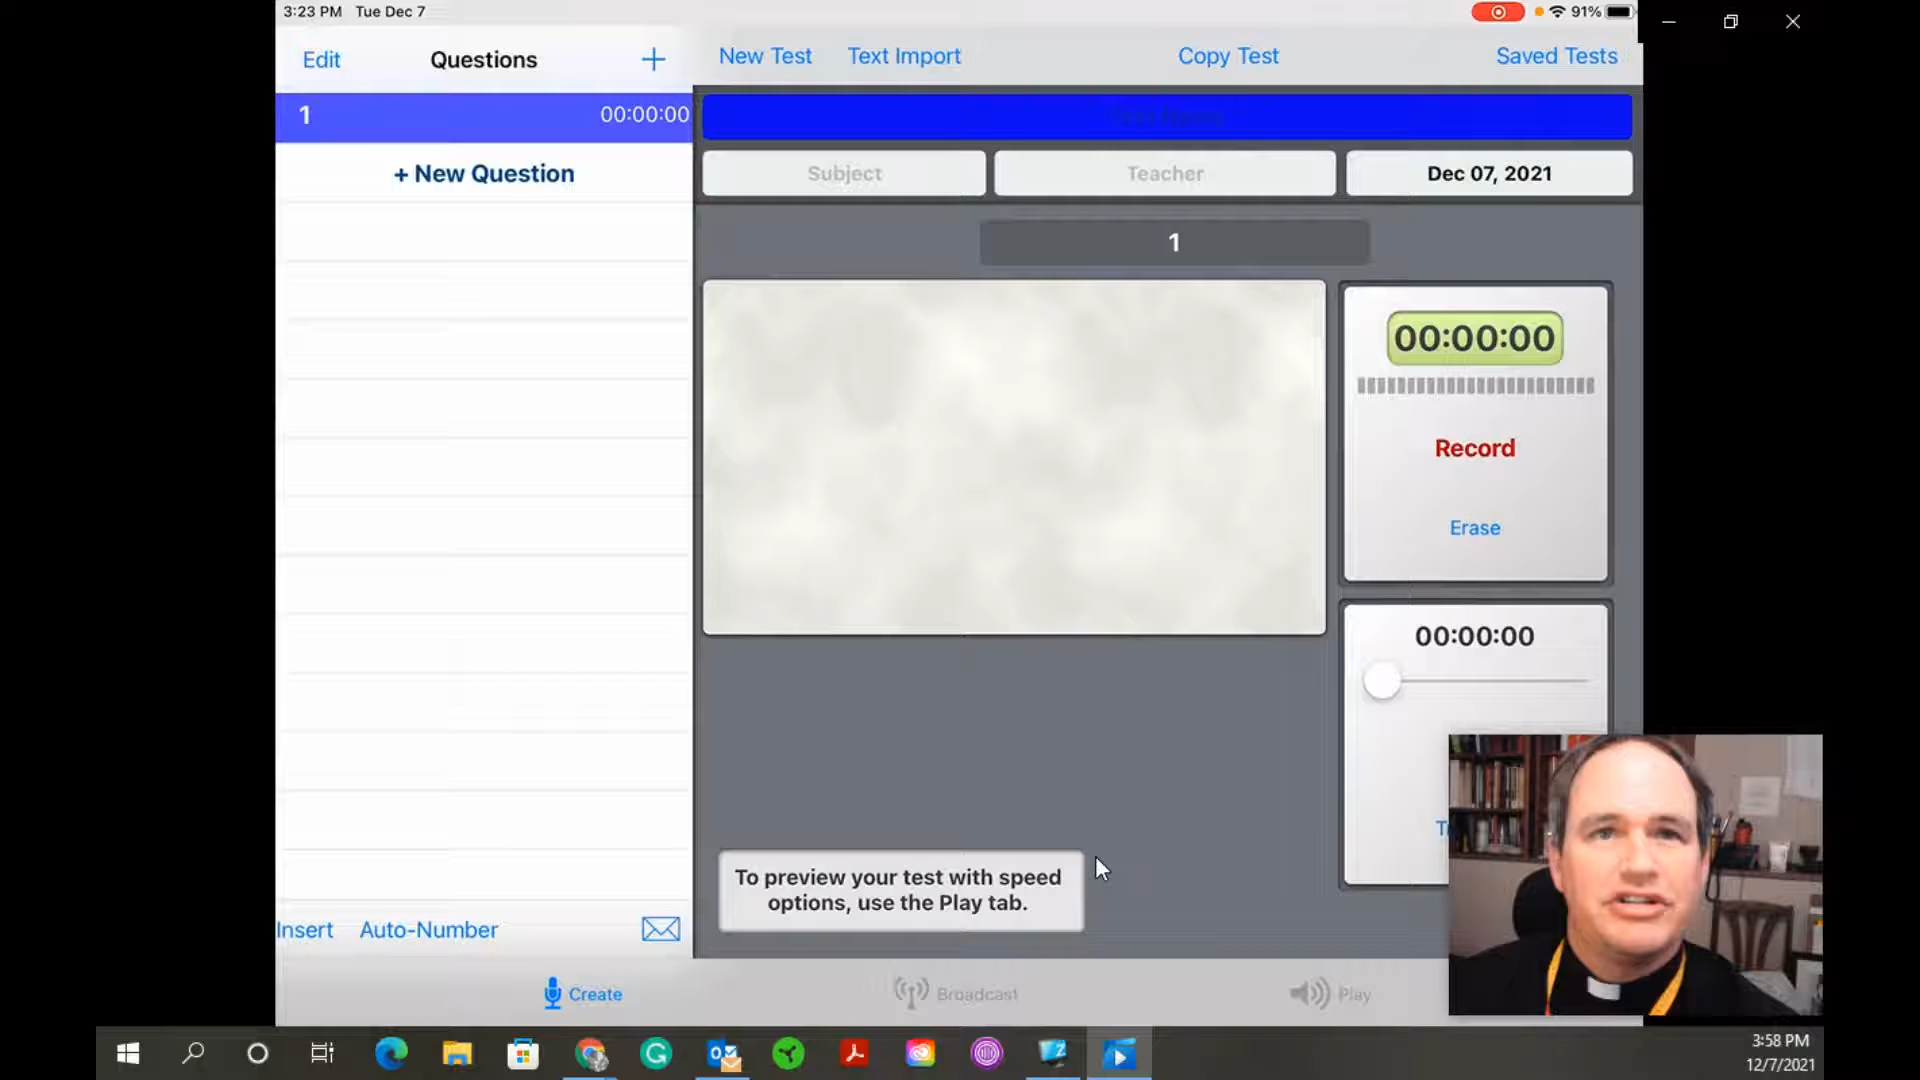 3:23 PM Tue Dec 7
91%
Edit
Questions
New Test
Text Import
Copy Test
Saved Tests
1
00:00:00
+ New Question
Subject
Teacher
Dec 07, 2021
1
00:00:00
Record
Erase
00:00:00
To preview your test with speed
options, use the Play tab.
Insert
Auto-Number
Create
Broadcast
Play
3:58 PM
12/7/2021